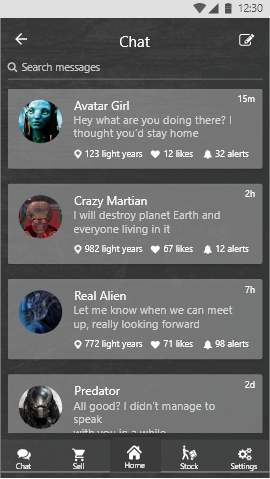 12:30
Chat
Search messages
Avatar Girl 15m
Hey what are you doing there? I
thought you'd stay home
123 light years 12 likes 32 alerts
Crazy Martian 2h
I will destroy planet Earth and
everyone living in it
982 light years 67 likes 12 alerts
Real Alien 7h
Let me know when we can meet
up, really looking forward
772 light years 71 likes 98 alerts
Predator 2d
All good? I didn't manage to
speak
with you in a while
Chat Sell Home Stock Settings